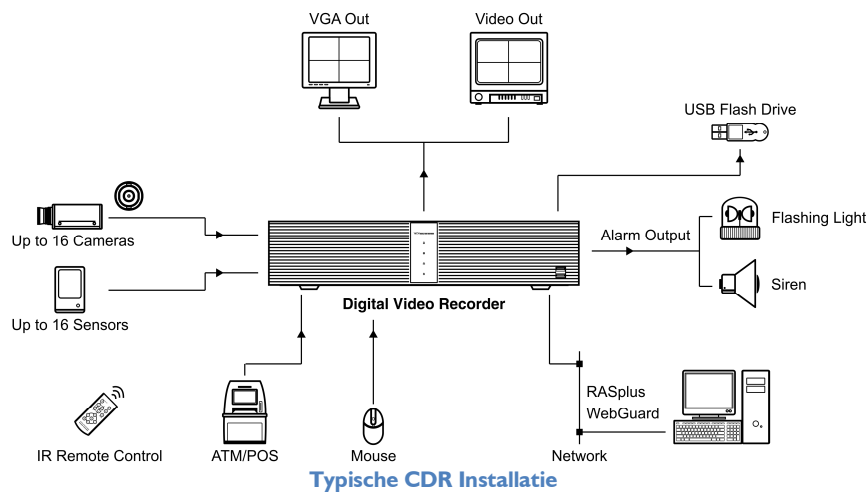 VGA Out
Video Out
USB Flash Drive
Up to 16 Cameras
Alarm Output
Flashing Light
Up to 16 Sensors
Siren
Digital Video Recorder
RASplus
WebGuard
IR Remote Control
ATM/POS
Mouse
Network
Typische CDR Installatie